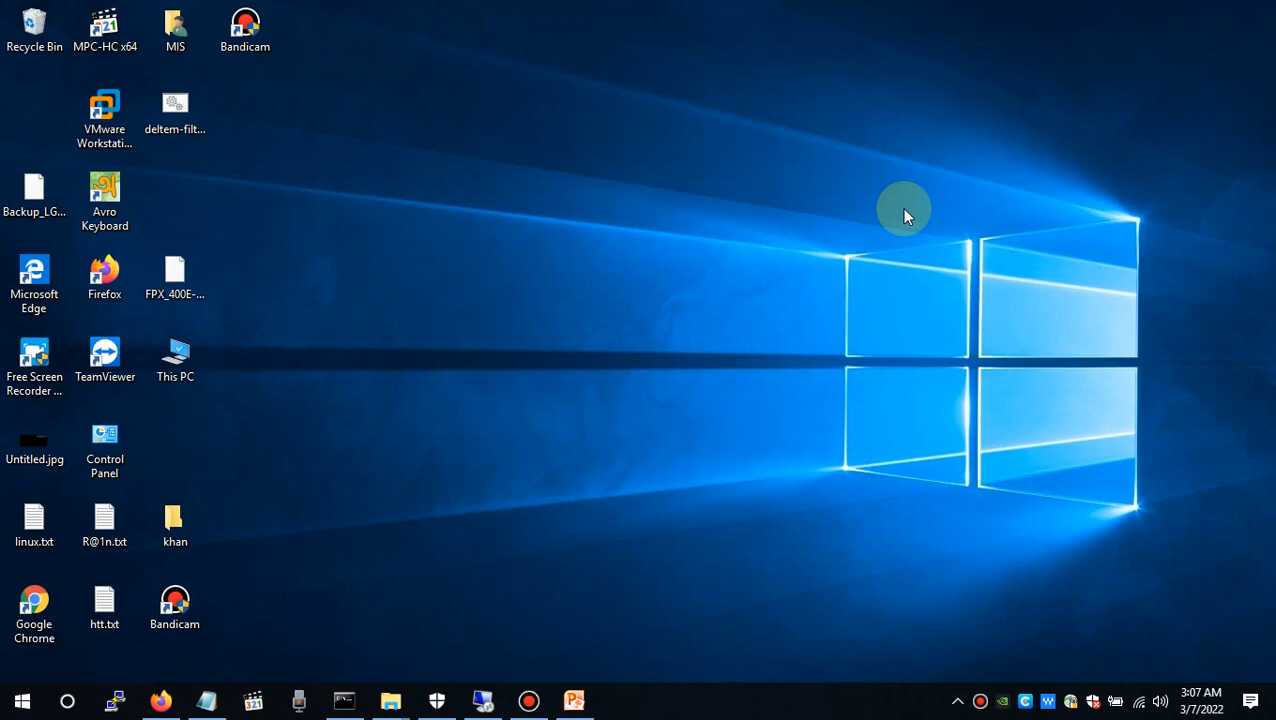 Recycle Bin
MPC-HC x64
MIS
Bandicam
VMware
Workstati...
deltem-filt...
Backup_LG...
Avro
Keyboard
Microsoft
Edge
Firefox
FPX_400E-...
Free Screen
Recorder ...
TeamViewer
This PC
Untitled.jpg
Control
Panel
linux.txt
R@1n.txt
khan
Google
Chrome
htt.txt
Bandicam
321
3:07 AM
3/7/2022